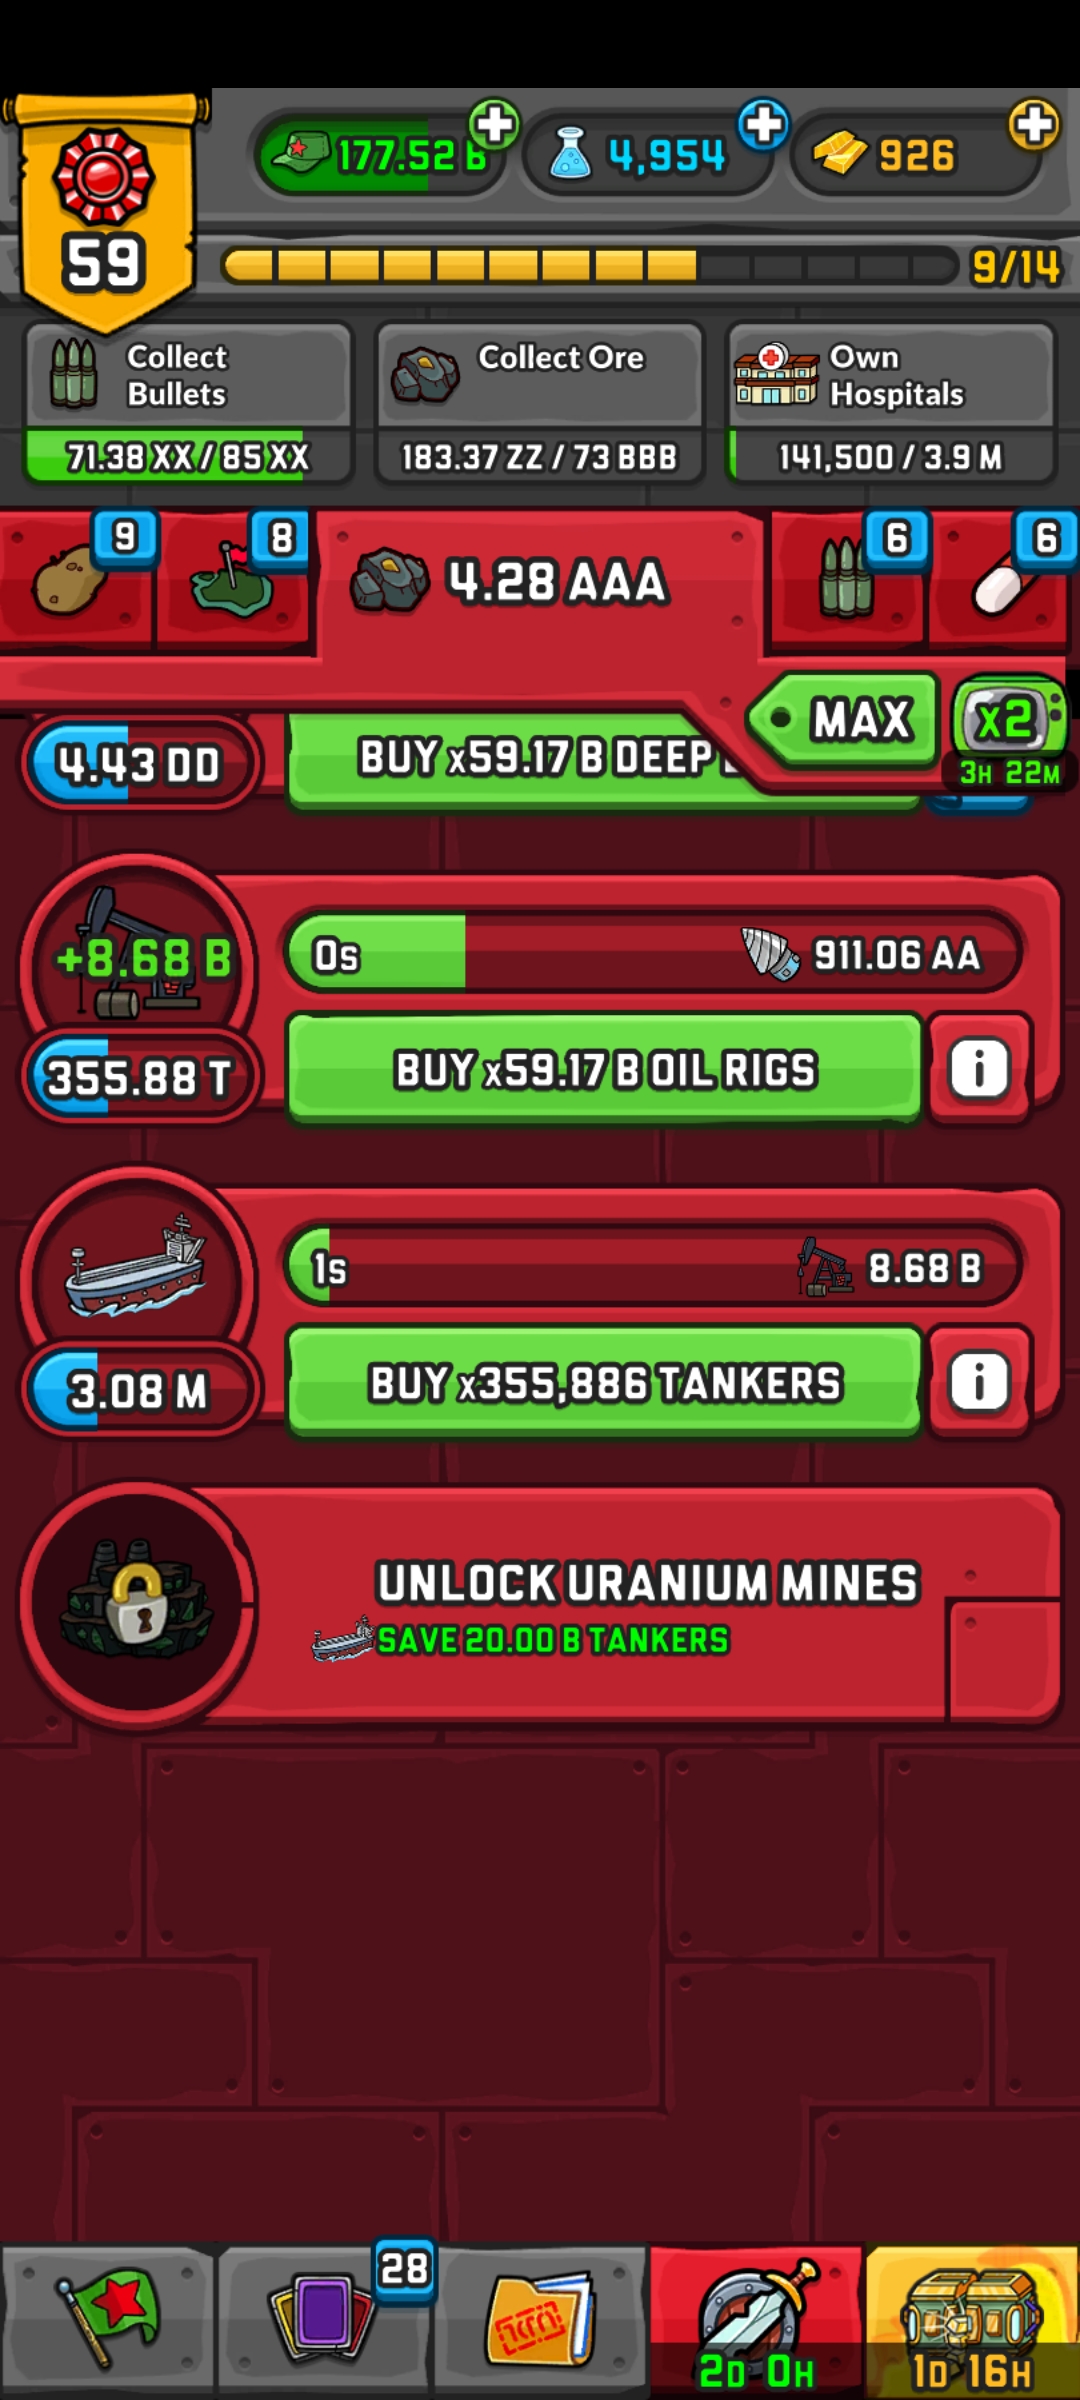 177.52 B
4,954
926
59
9/14
Collect
Bullets
71.38 XX / 85 XX
Collect Ore
183.37 ZZ / 73 BBB
Own
Hospitals
141,500 / 3.9 M
9
8
4.28 AAA
6
6
MAX
x2
3H 22M
4.43 DD
BUY x59.17 B DEEP
+8.68 B
0s
911.06 AA
355.88 T
BUY x59.17 B OIL RIGS
i
1s
8.68 B
3.08 M
BUY x355,886 TANKERS
i
UNLOCK URANIUM MINES
SAVE 20.00 B TANKERS
28
2D 0H
1D 16H